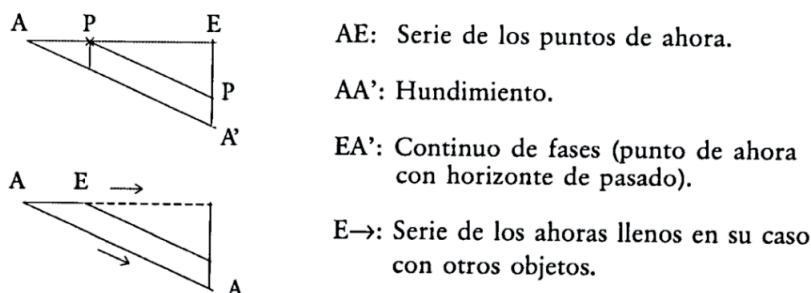 A P E
AE: Serie de los puntos de ahora.
P
AA': Hundimiento.
A'
EA': Continuo de fases (punto de ahora
con horizonte de pasado).
A E →
E→: Serie de los ahoras llenos en su caso
con otros objetos.
→
A